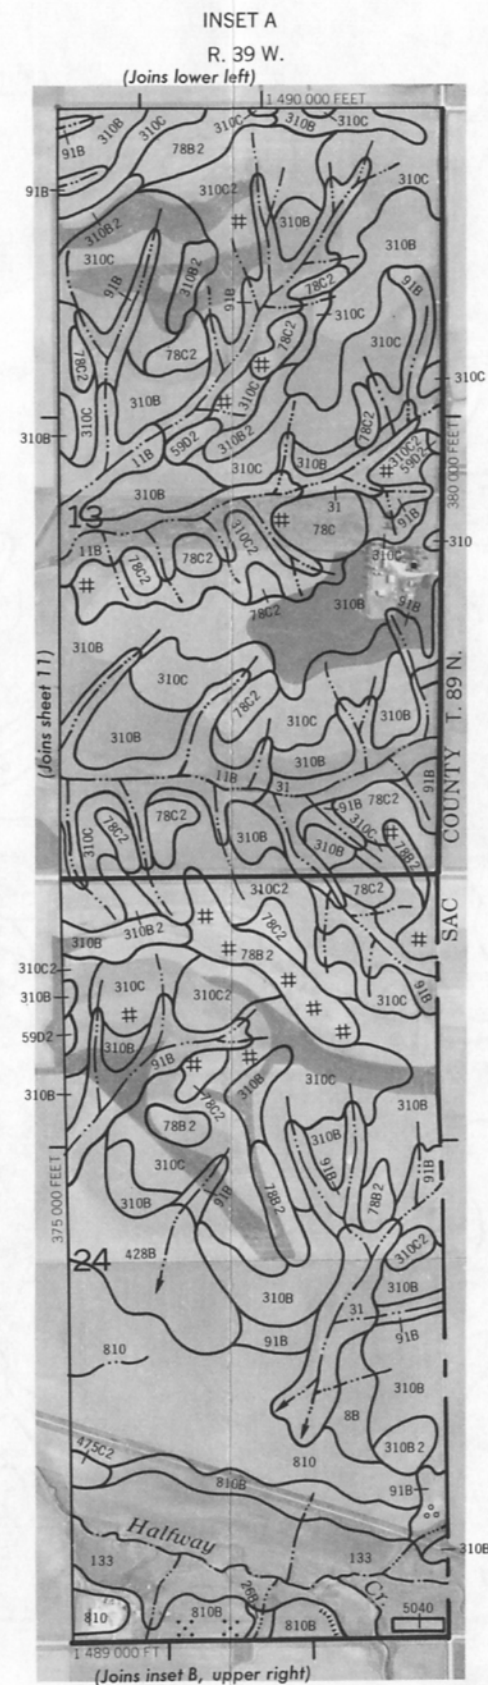 INSET A
R. 39 W.
(Joins lower left)
1 490 000 FEET
310B
310C
310C
310B
310C
91B
78B2
91B
310C2
310C
310B2
310B
310B
310C
310B2
91B
91B
78C2
91B
310C
78C2
78C2
78C2
310C
310C
310B
310C
78C2
310C
310B
11B
59D2
310B2
310C2
59D2
380 000 FEET
310C
310B
310B
31
91B
13
310C2
78C
310
11B
78C2
78C2
310C
78C2
310B
91B
310B
(Joins sheet 11)
310C
78C2
310C
310B
COUNTY T. 89 N.
310B
310B
11B
31
91B
91B
78C2
310C
78C2
78C2
310B
310C
310B
78B2
310C2
78C2
SAC
310B
310B2
78C2
78B2
310C2
310C
310C2
91B
310B
310C
59D2
310B
91B
310B
310C
310B
78C2
310B
78B2
310B
91B
310C
91B
91B
78B2
78B2
310B
375 000 FEET
310C2
24
428B
310B
310B
31
91B
91B
810
310B
8B
310B2
475C2
810
810B
91B
Halfway
310B
133
133
26B
Cr.
810
810B
810B
5040
1 489 000 FT
(Joins inset B, upper right)